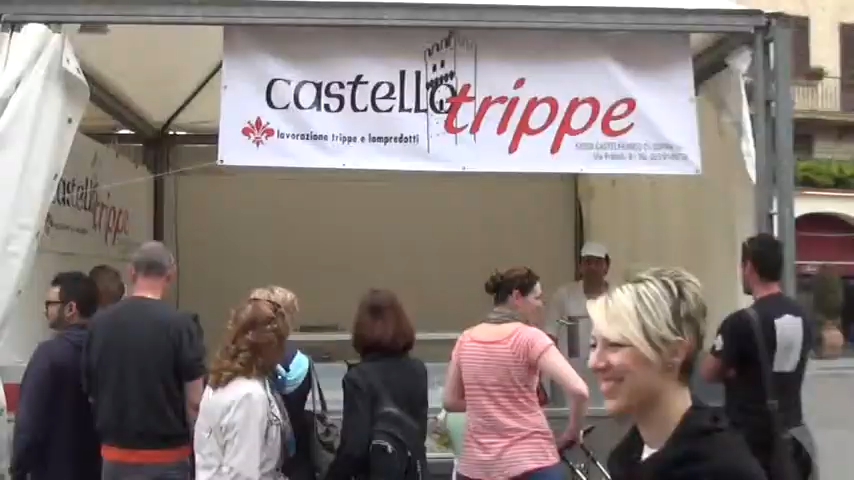 castello
trippe
lavorazione trippe e lampredotti
castello
trippe